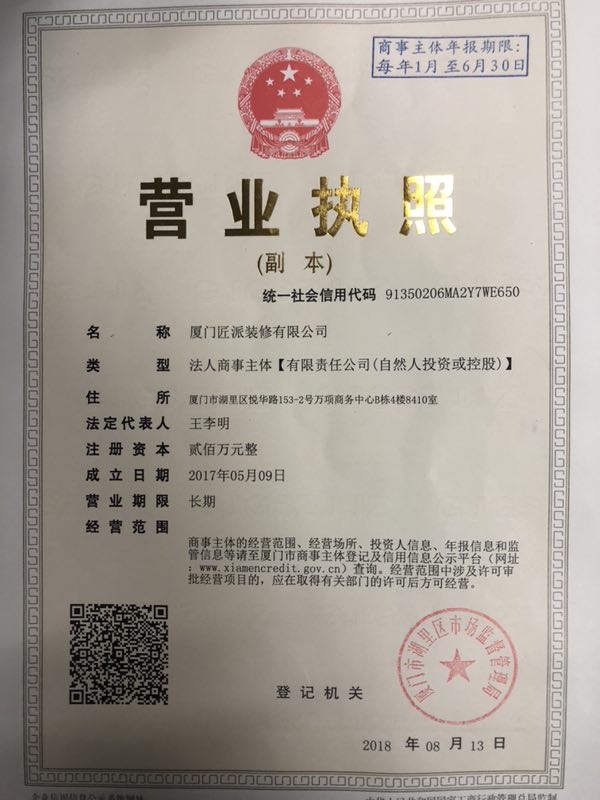 商事主体年报期限:
每年1月至6月30日
营业执照
(副本)
统一社会信用代码 91350206MA2Y7WE650
名称 厦门匠派装修有限公司
类型 法人商事主体【有限责任公司(自然人投资或控股)】
住所 厦门市湖里区悦华路153-2号万项商务中心B栋4楼8410室
法定代表人 王李明
注册资本 贰佰万元整
成立日期 2017年05月09日
营业期限 长期
经营范围
商事主体的经营范围、经营场所、投资人信息、年报信息和监
管信息等请至厦门市商事主体登记及信用信息公示平台（网址
：www.xiamencredit.gov.cn）查询。经营范围中涉及许可审
批经营项目的，应在取得有关部门的许可后方可经营。
厦门市湖里区市场监督管理局
登记机关
2018年08月13日